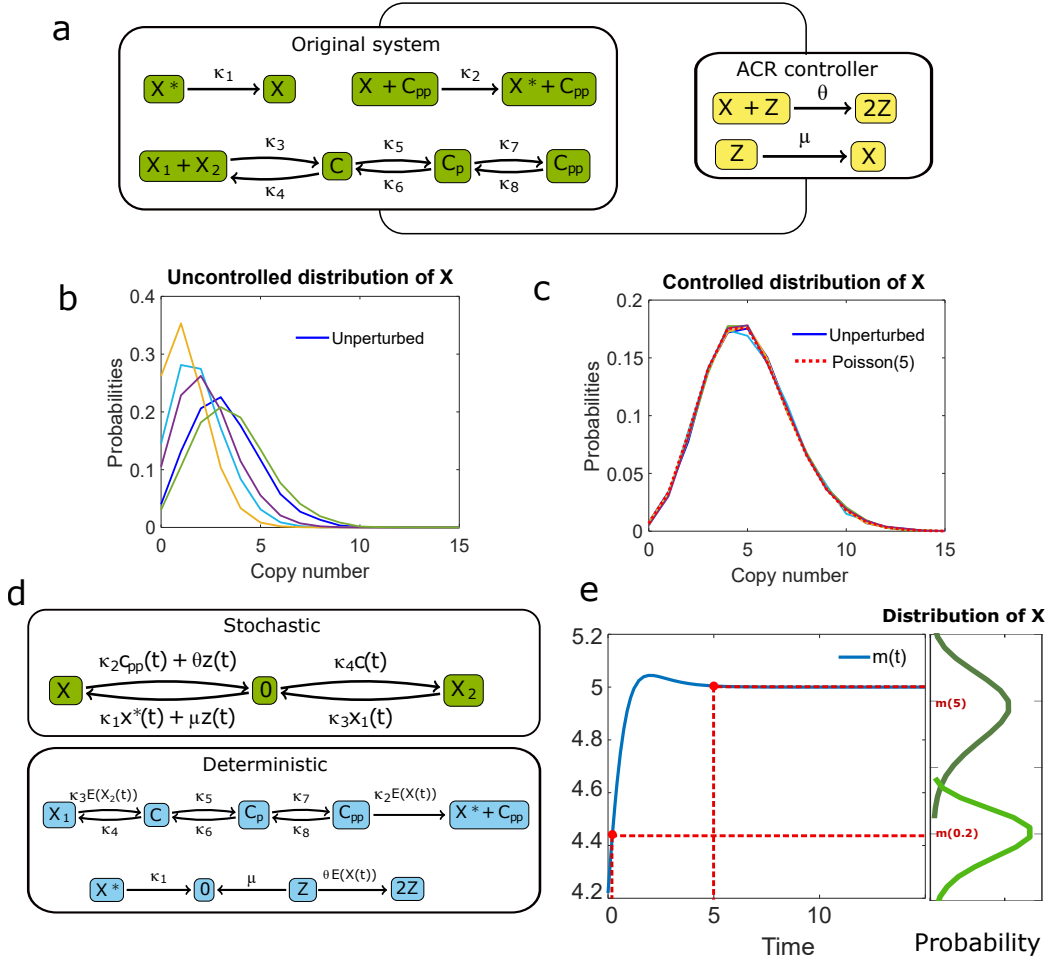 a
Original system
X* κ1 X
X + Cpp κ2 X* + Cpp
X1 + X2 κ3 κ4 C κ5 κ6 Cp κ7 κ8 Cpp
ACR controller
X + Z θ 2Z
Z μ X
b
Uncontrolled distribution of X
Unperturbed
Probabilities
0.4
0.3
0.2
0.1
0
0 5 10 15
Copy number
c
Controlled distribution of X
Unperturbed
Poisson(5)
Probabilities
0.2
0.15
0.1
0.05
0
0 5 10 15
Copy number
d
Stochastic
κ2cpp(t) + θz(t) κ4c(t)
X 0 X2
κ1x*(t) + μz(t) κ3x1(t)
Deterministic
κ3E(X2(t)) κ5 κ7 κ2E(X(t))
X1 C Cp Cpp X* + Cpp
κ4 κ6 κ8
κ1 μ θE(X(t))
X* 0 Z 2Z
e
m(t)
5.2
5
4.8
4.6
4.4
4.2
0 5 10
Time
Distribution of X
m(5)
m(0.2)
Probability